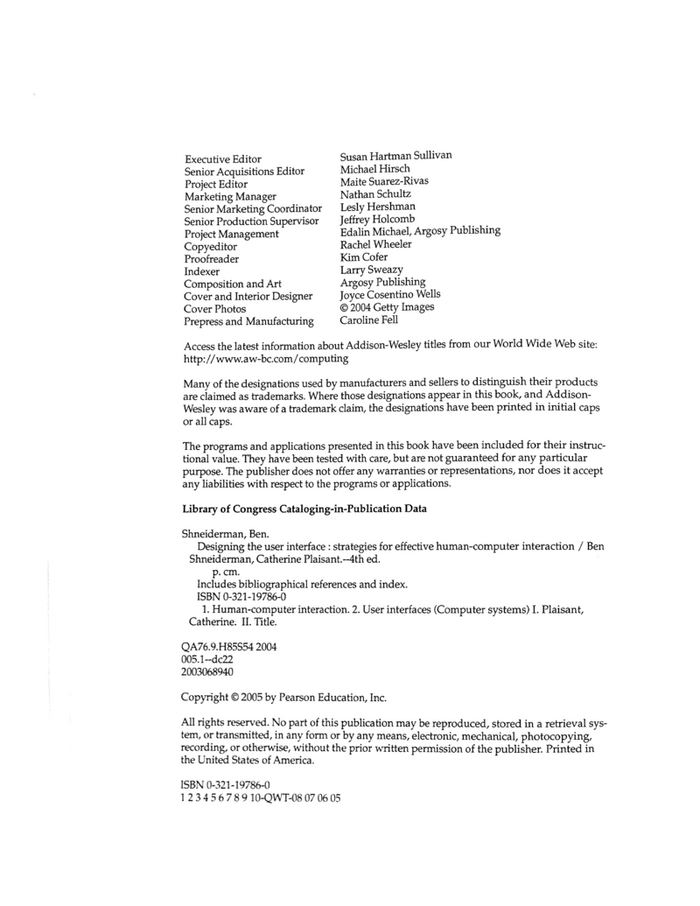 Executive Editor Susan Hartman Sullivan
Senior Acquisitions Editor Michael Hirsch
Project Editor Maite Suarez-Rivas
Marketing Manager Nathan Schultz
Senior Marketing Coordinator Lesly Hershman
Senior Production Supervisor Jeffrey Holcomb
Project Management Edalin Michael, Argosy Publishing
Copyeditor Rachel Wheeler
Proofreader Kim Cofer
Indexer Larry Sweazy
Composition and Art Argosy Publishing
Cover and Interior Designer Joyce Cosentino Wells
Cover Photos © 2004 Getty Images
Prepress and Manufacturing Caroline Fell
Access the latest information about Addison-Wesley titles from our World Wide Web site:
http://www.aw-bc.com/computing
Many of the designations used by manufacturers and sellers to distinguish their products
are claimed as trademarks. Where those designations appear in this book, and Addison-
Wesley was aware of a trademark claim, the designations have been printed in initial caps
or all caps.
The programs and applications presented in this book have been included for their instruc-
tional value. They have been tested with care, but are not guaranteed for any particular
purpose. The publisher does not offer any warranties or representations, nor does it accept
any liabilities with respect to the programs or applications.
Library of Congress Cataloging-in-Publication Data
Shneiderman, Ben.
Designing the user interface : strategies for effective human-computer interaction / Ben
Shneiderman, Catherine Plaisant.--4th ed.
p. cm.
Includes bibliographical references and index.
ISBN 0-321-19786-0
1. Human-computer interaction. 2. User interfaces (Computer systems) I. Plaisant,
Catherine. II. Title.
QA76.9.H85S54 2004
005.1--dc22
2003068940
Copyright © 2005 by Pearson Education, Inc.
All rights reserved. No part of this publication may be reproduced, stored in a retrieval sys-
tem, or transmitted, in any form or by any means, electronic, mechanical, photocopying,
recording, or otherwise, without the prior written permission of the publisher. Printed in
the United States of America.
ISBN 0-321-19786-0
1 2 3 4 5 6 7 8 9 10-QWT-08 07 06 05